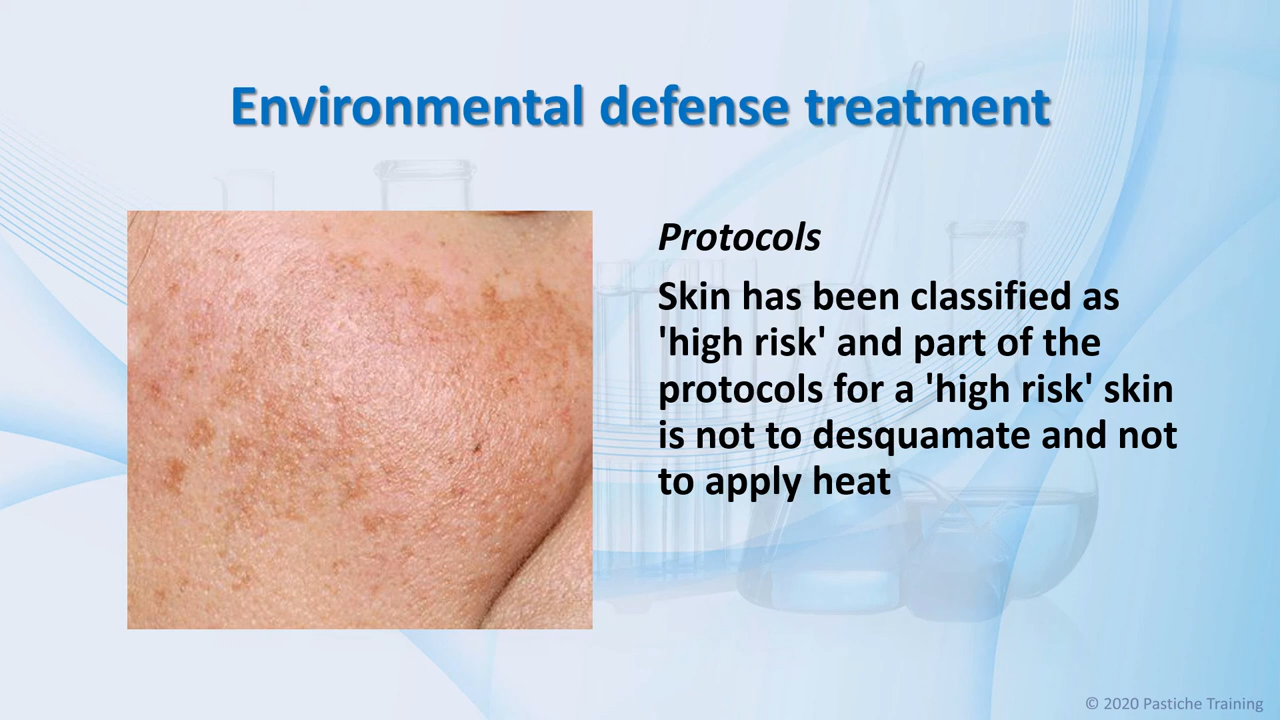 Environmental defense treatment
Protocols
Skin has been classified as
'high risk' and part of the
protocols for a 'high risk' skin
is not to desquamate and not
to apply heat
© 2020 Pastiche Training